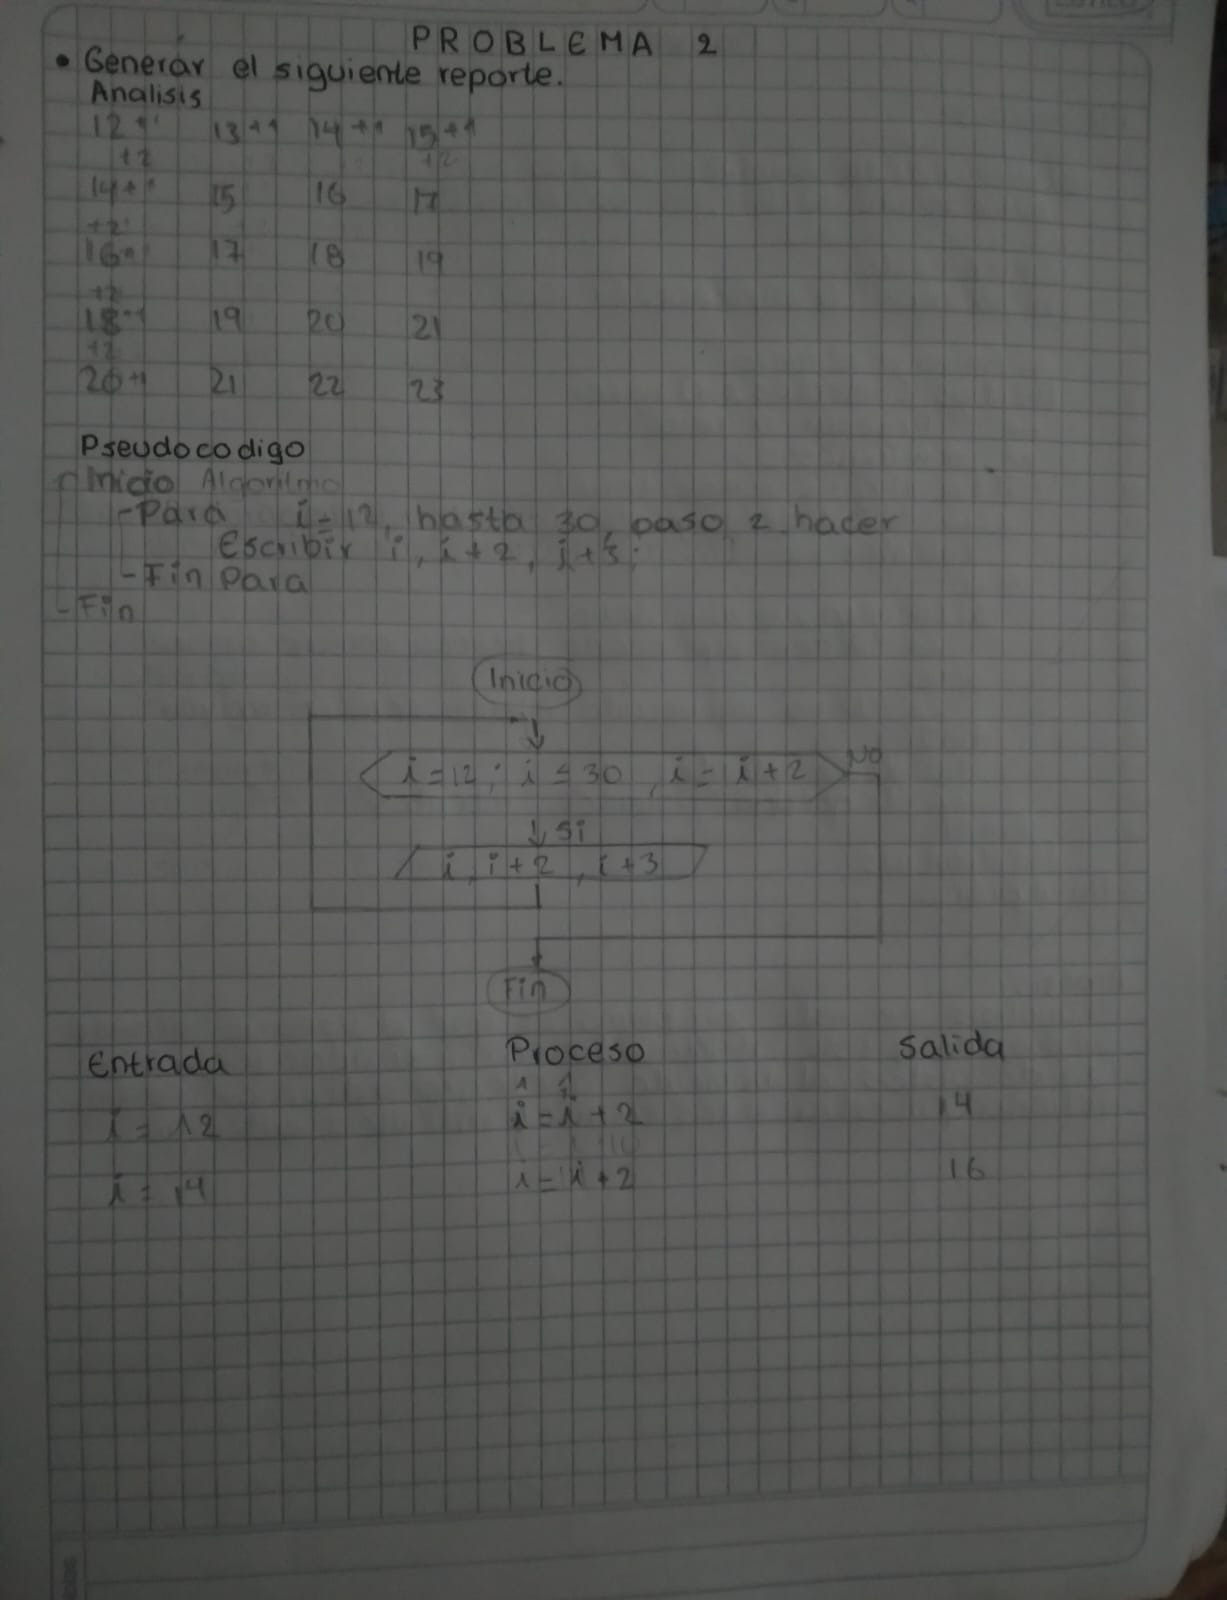 PROBLEMA 2
• Generar el siguiente reporte.
Analisis
12+1 13+1 14+1 15+1
+2 +2
14+1 15 16 17
+2
16+1 17 18 19
+2
18+1 19 20 21
+2
20+1 21 22 23
Pseudocodigo
Inicio Algoritmo
-Para i=12, hasta 30, paso 2 hacer
Escribir i, i+2, i+3;
-Fin Para
-Fin
Inicio
i=12; i≤30, i=i+2 No
Si
i, i+2, i+3
Fin
Entrada Proceso Salida
i=12 i=i+2 14
i=14 i=i+2 16